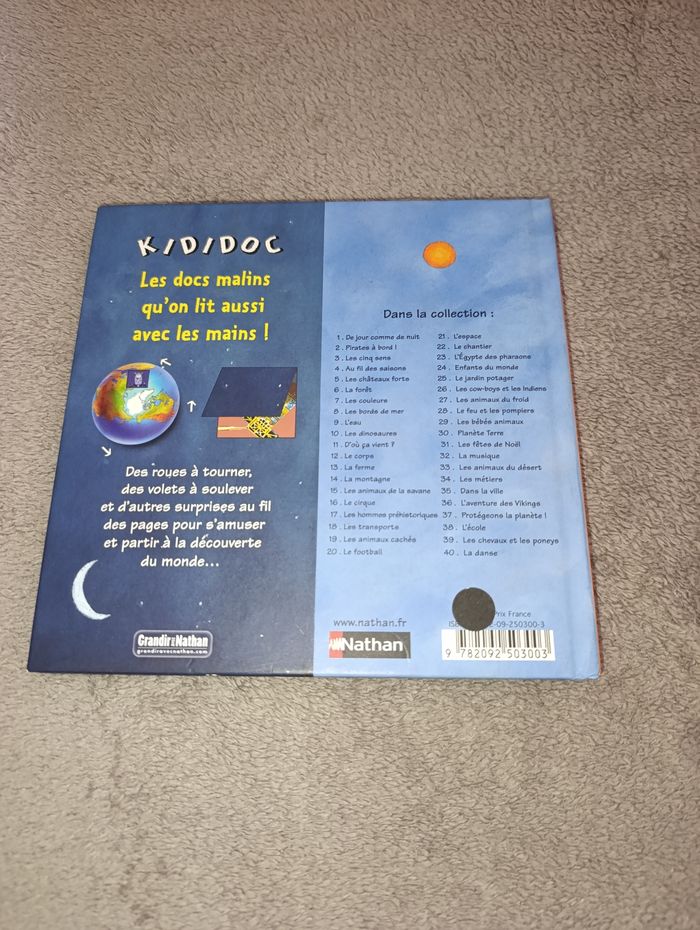 KIDIDOC
Les docs malins
qu'on lit aussi
avec les mains !
Des roues à tourner,
des volets à soulever
et d'autres surprises au fil
des pages pour s'amuser
et partir à la découverte
du monde...
Grandir avec Nathan
grandiravecnathan.com
Dans la collection :
1. De jour comme de nuit
2. Pirates à bord !
3. Les cinq sens
4. Au fil des saisons
5. Les châteaux forts
6. La forêt
7. Les couleurs
8. Les bords de mer
9. L'eau
10. Les dinosaures
11. D'où ça vient ?
12. Le corps
13. La ferme
14. La montagne
15. Les animaux de la savane
16. Le cirque
17. Les hommes préhistoriques
18. Les transports
19. Les animaux cachés
20. Le football
21. L'espace
22. Le chantier
23. L'Égypte des pharaons
24. Enfants du monde
25. Le jardin potager
26. Les cow-boys et les Indiens
27. Les animaux du froid
28. Le feu et les pompiers
29. Les bébés animaux
30. Planète Terre
31. Les fêtes de Noël
32. La musique
33. Les animaux du désert
34. Les métiers
35. Dans la ville
36. L'aventure des Vikings
37. Protégeons la planète !
38. L'école
39. Les chevaux et les poneys
40. La danse
www.nathan.fr
Nathan
Prix France
2-09-250300-3
9 782092 503003